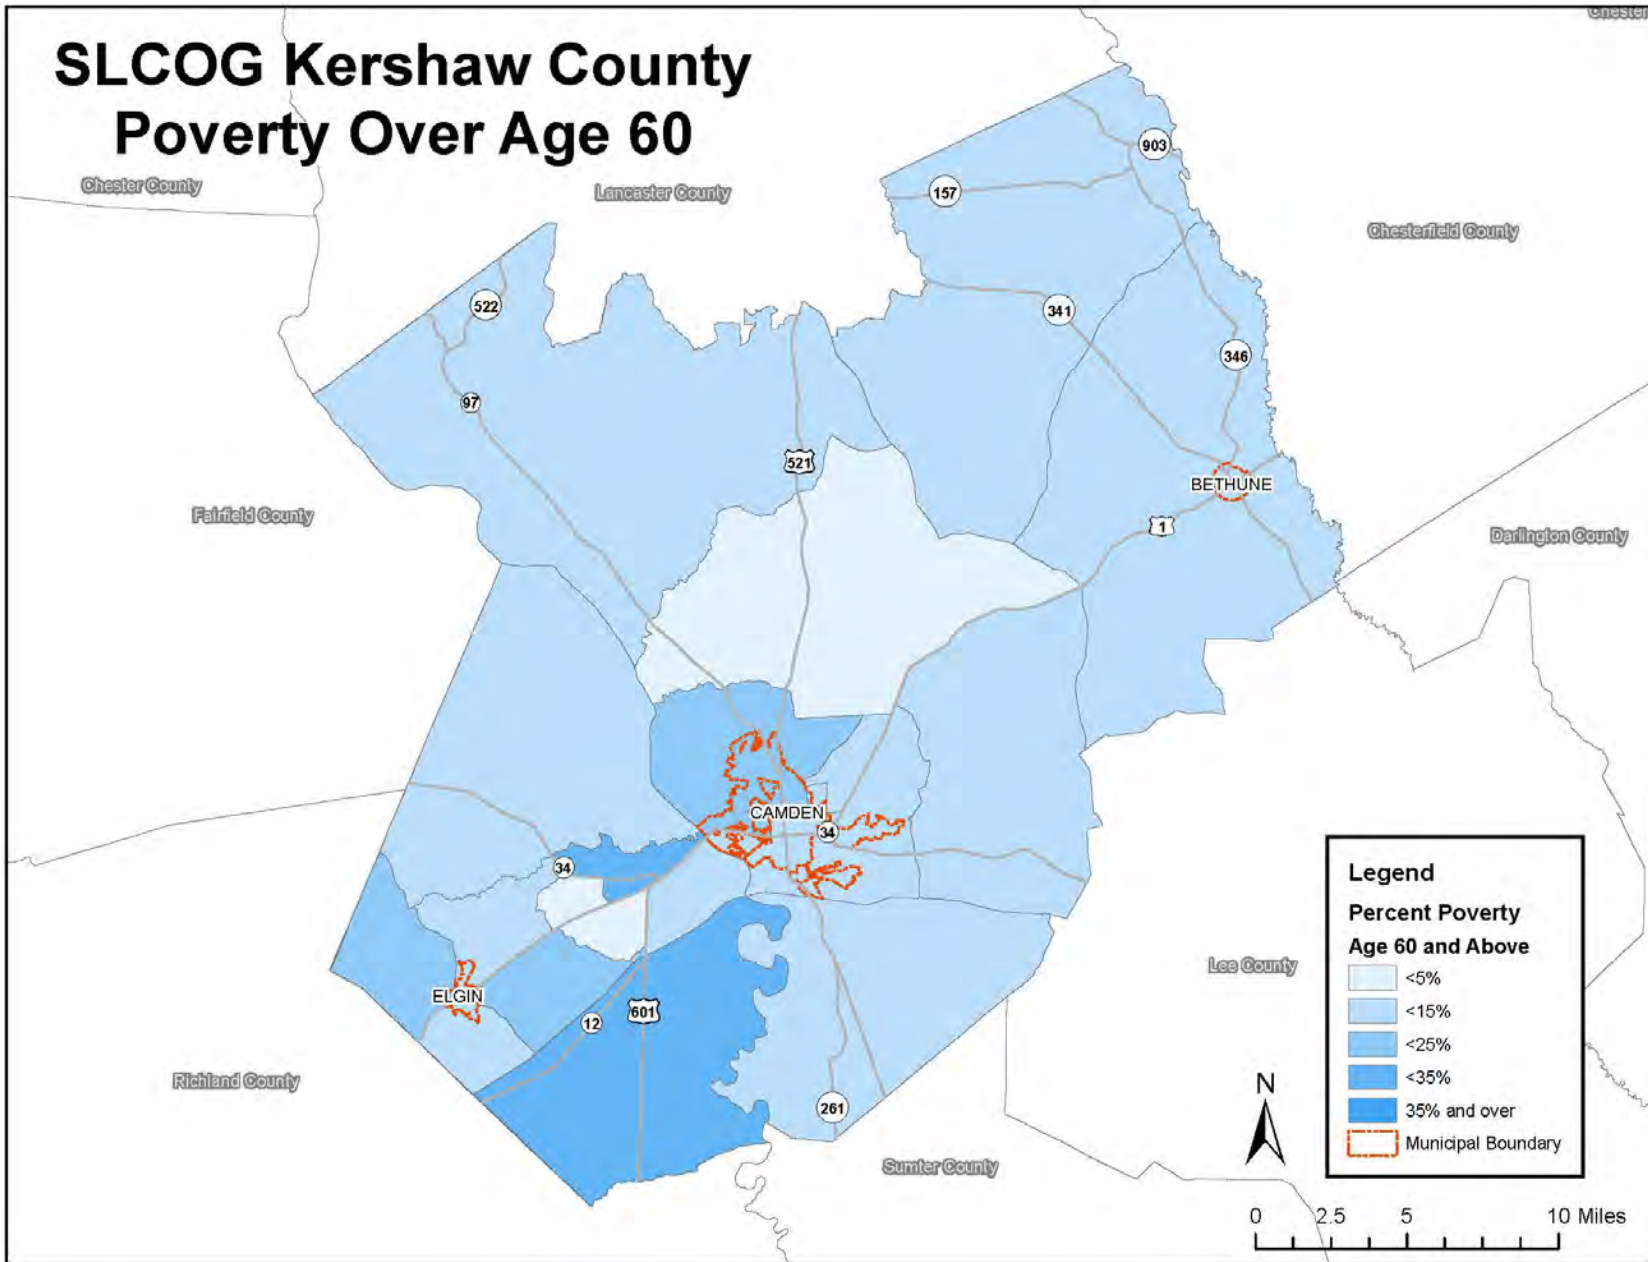 Chester
SLCOG Kershaw County
Poverty Over Age 60
Chester County
Lancaster County
Chesterfield County
903
157
522
341
346
97
521
BETHUNE
1
Fairfield County
Darlington County
CAMDEN
34
34
ELGIN
12
601
261
Lee County
Richland County
Sumter County
Legend
Percent Poverty
Age 60 and Above
<5%
<15%
<25%
<35%
35% and over
Municipal Boundary
N
0 2.5 5 10 Miles